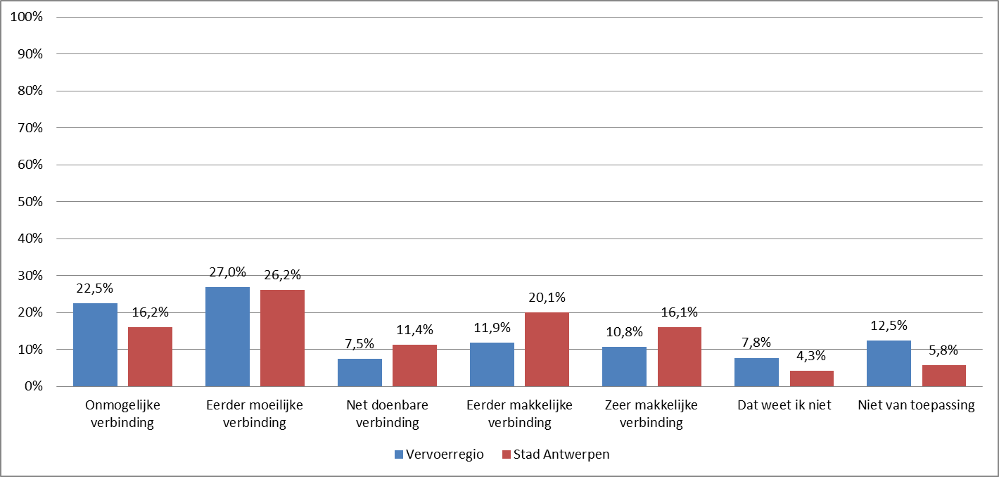 100%
90%
80%
70%
60%
50%
40%
30%
20%
10%
0%
22,5%
16,2%
27,0%
26,2%
7,5%
11,4%
11,9%
20,1%
10,8%
16,1%
7,8%
4,3%
12,5%
5,8%
Onmogelijke
verbinding
Eerder moeilijke
verbinding
Net doenbare
verbinding
Eerder makkelijke
verbinding
Zeer makkelijke
verbinding
Dat weet ik niet
Niet van toepassing
Vervoerregio
Stad Antwerpen